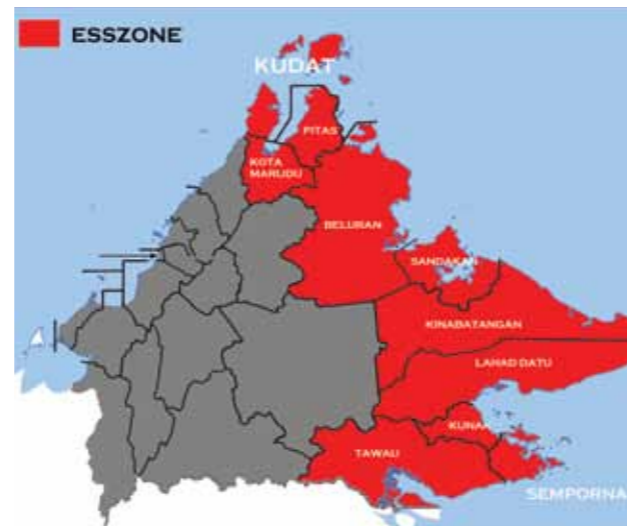 ESSZONE
KUDAT
PITAS
KOTA
MARUDU
BELURAN
SANDAKAN
KINABATANGAN
LAHAD DATU
KUNAK
TAWAU
SEMPORNA